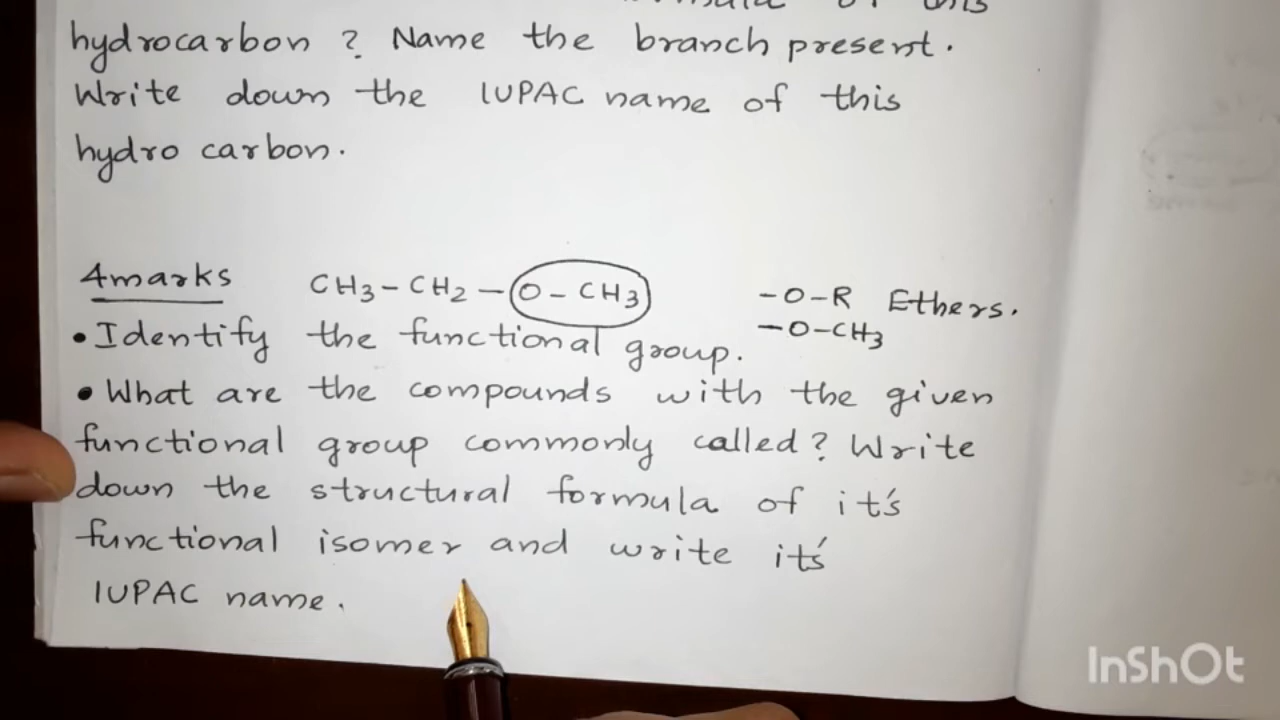 hydrocarbon ? Name the branch present.
Write down the IUPAC name of this
hydro carbon.
4marks CH3-CH2-O-CH3 -O-R Ethers.
-O-CH3
• Identify the functional group.
• What are the compounds with the given
functional group commonly called? Write
down the structural formula of it's
functional isomer and write it's
IUPAC name.
InShOt